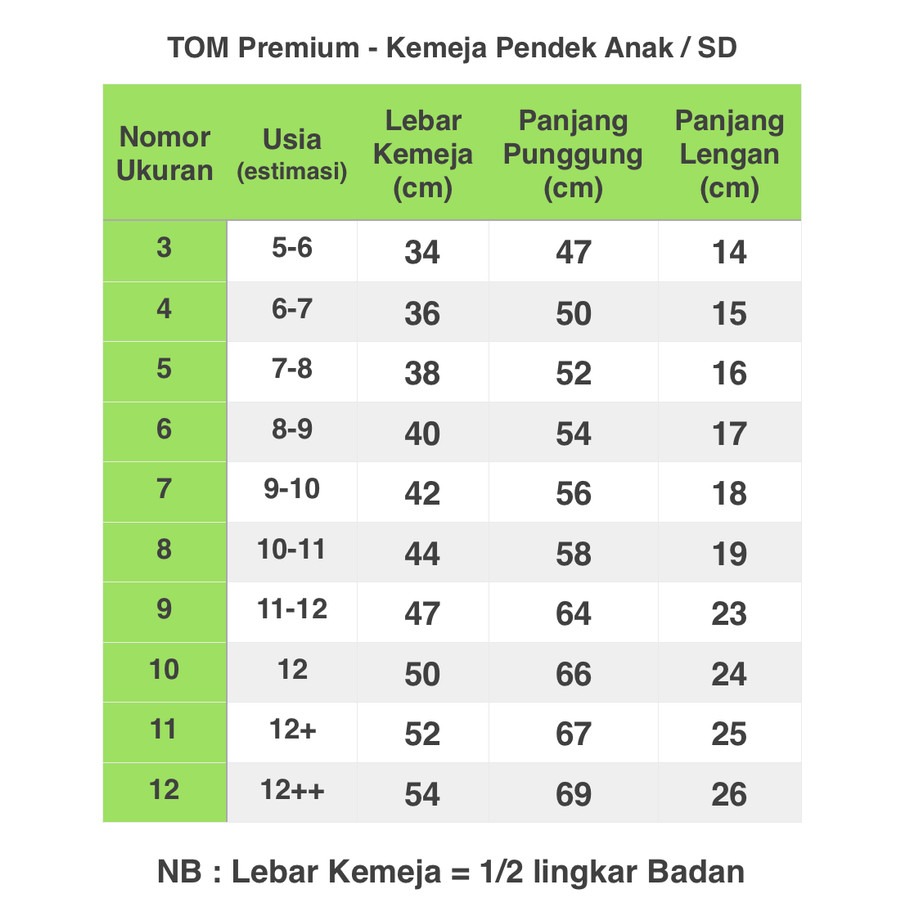 TOM Premium - Kemeja Pendek Anak / SD
Nomor Ukuran Usia (estimasi) Lebar Kemeja (cm) Panjang Punggung (cm) Panjang Lengan (cm)
3 5-6 34 47 14
4 6-7 36 50 15
5 7-8 38 52 16
6 8-9 40 54 17
7 9-10 42 56 18
8 10-11 44 58 19
9 11-12 47 64 23
10 12 50 66 24
11 12+ 52 67 25
12 12++ 54 69 26
NB : Lebar Kemeja = 1/2 lingkar Badan